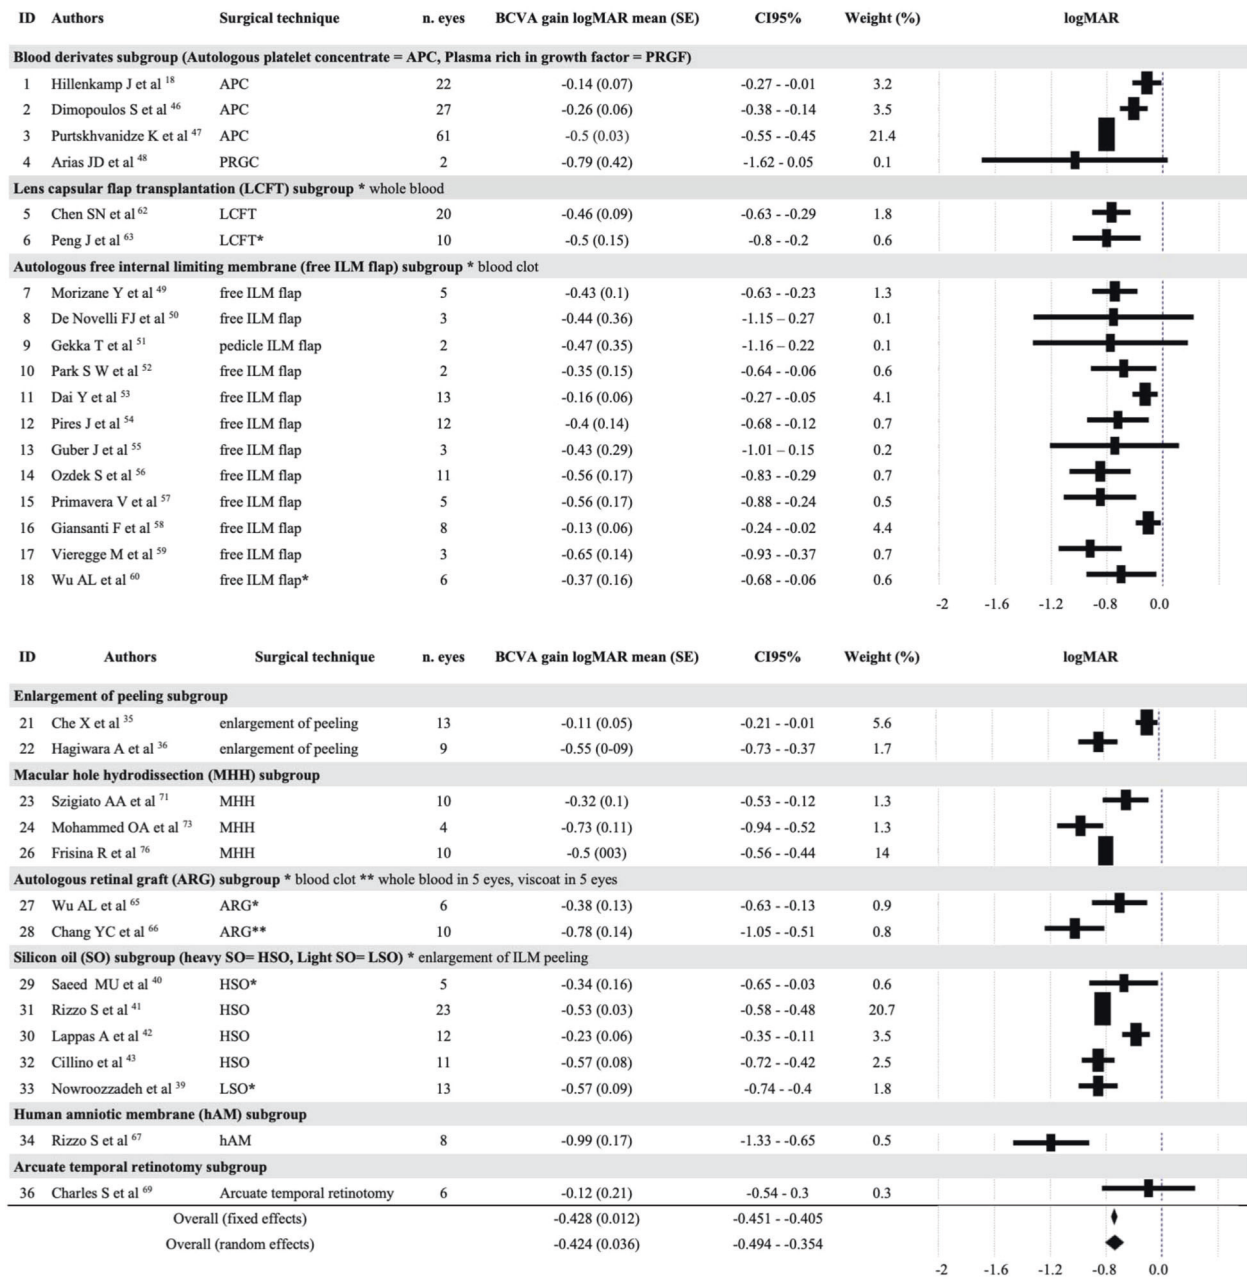 ID Authors Surgical technique n. eyes BCVA gain logMAR mean (SE) CI95% Weight (%) logMAR
Blood derivates subgroup (Autologous platelet concentrate = APC, Plasma rich in growth factor = PRGF)
1 Hillenkamp J et al 18 APC 22 -0.14 (0.07) -0.27 - -0.01 3.2
2 Dimopoulos S et al 46 APC 27 -0.26 (0.06) -0.38 - -0.14 3.5
3 Purtskhvanidze K et al 47 APC 61 -0.5 (0.03) -0.55 - -0.45 21.4
4 Arias JD et al 48 PRGC 2 -0.79 (0.42) -1.62 - 0.05 0.1
Lens capsular flap transplantation (LCFT) subgroup * whole blood
5 Chen SN et al 62 LCFT 20 -0.46 (0.09) -0.63 - -0.29 1.8
6 Peng J et al 63 LCFT* 10 -0.5 (0.15) -0.8 - -0.2 0.6
Autologous free internal limiting membrane (free ILM flap) subgroup * blood clot
7 Morizane Y et al 49 free ILM flap 5 -0.43 (0.1) -0.63 - -0.23 1.3
8 De Novelli FJ et al 50 free ILM flap 3 -0.44 (0.36) -1.15 – 0.27 0.1
9 Gekka T et al 51 pedicle ILM flap 2 -0.47 (0.35) -1.16 – 0.22 0.1
10 Park S W et al 52 free ILM flap 2 -0.35 (0.15) -0.64 - -0.06 0.6
11 Dai Y et al 53 free ILM flap 13 -0.16 (0.06) -0.27 - -0.05 4.1
12 Pires J et al 54 free ILM flap 12 -0.4 (0.14) -0.68 - -0.12 0.7
13 Guber J et al 55 free ILM flap 3 -0.43 (0.29) -1.01 – 0.15 0.2
14 Ozdek S et al 56 free ILM flap 11 -0.56 (0.17) -0.83 - -0.29 0.7
15 Primavera V et al 57 free ILM flap 5 -0.56 (0.17) -0.88 - -0.24 0.5
16 Giansanti F et al 58 free ILM flap 8 -0.13 (0.06) -0.24 - -0.02 4.4
17 Vieregge M et al 59 free ILM flap 3 -0.65 (0.14) -0.93 - -0.37 0.7
18 Wu AL et al 60 free ILM flap* 6 -0.37 (0.16) -0.68 - -0.06 0.6
-2 -1.6 -1.2 -0.8 0.0
ID Authors Surgical technique n. eyes BCVA gain logMAR mean (SE) CI95% Weight (%) logMAR
Enlargement of peeling subgroup
21 Che X et al 35 enlargement of peeling 13 -0.11 (0.05) -0.21 - -0.01 5.6
22 Hagiwara A et al 36 enlargement of peeling 9 -0.55 (0-09) -0.73 - -0.37 1.7
Macular hole hydrodissection (MHH) subgroup
23 Szigiato AA et al 71 MHH 10 -0.32 (0.1) -0.53 - -0.12 1.3
24 Mohammed OA et al 73 MHH 4 -0.73 (0.11) -0.94 - -0.52 1.3
26 Frisina R et al 76 MHH 10 -0.5 (003) -0.56 - -0.44 14
Autologous retinal graft (ARG) subgroup * blood clot ** whole blood in 5 eyes, viscoat in 5 eyes
27 Wu AL et al 65 ARG* 6 -0.38 (0.13) -0.63 - -0.13 0.9
28 Chang YC et al 66 ARG** 10 -0.78 (0.14) -1.05 - -0.51 0.8
Silicon oil (SO) subgroup (heavy SO= HSO, Light SO= LSO) * enlargement of ILM peeling
29 Saeed MU et al 40 HSO* 5 -0.34 (0.16) -0.65 - -0.03 0.6
31 Rizzo S et al 41 HSO 23 -0.53 (0.03) -0.58 - -0.48 20.7
30 Lappas A et al 42 HSO 12 -0.23 (0.06) -0.35 - -0.11 3.5
32 Cillino et al 43 HSO 11 -0.57 (0.08) -0.72 - -0.42 2.5
33 Nowroozzadeh et al 39 LSO* 13 -0.57 (0.09) -0.74 - -0.4 1.8
Human amniotic membrane (hAM) subgroup
34 Rizzo S et al 67 hAM 8 -0.99 (0.17) -1.33 - -0.65 0.5
Arcuate temporal retinotomy subgroup
36 Charles S et al 69 Arcuate temporal retinotomy 6 -0.12 (0.21) -0.54 - 0.3 0.3
Overall (fixed effects) -0.428 (0.012) -0.451 - -0.405
Overall (random effects) -0.424 (0.036) -0.494 - -0.354
-2 -1.6 -1.2 -0.8 0.0